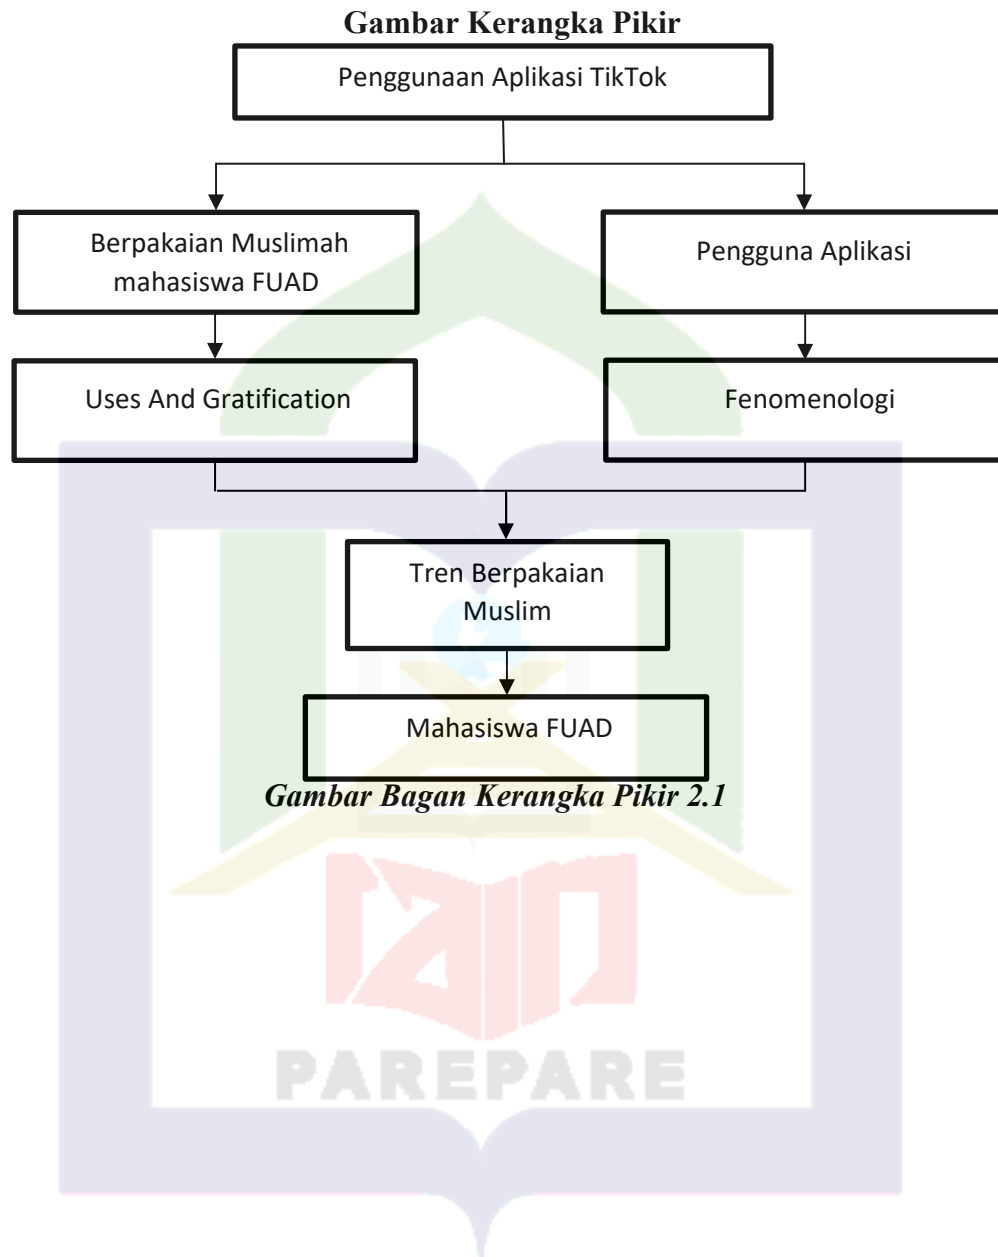 Gambar Kerangka Pikir
Penggunaan Aplikasi TikTok
Berpakaian Muslimah
mahasiswa FUAD
Pengguna Aplikasi
Uses And Gratification
Fenomenologi
Tren Berpakaian
Muslim
Mahasiswa FUAD
Gambar Bagan Kerangka Pikir 2.1
iain
PAREPARE